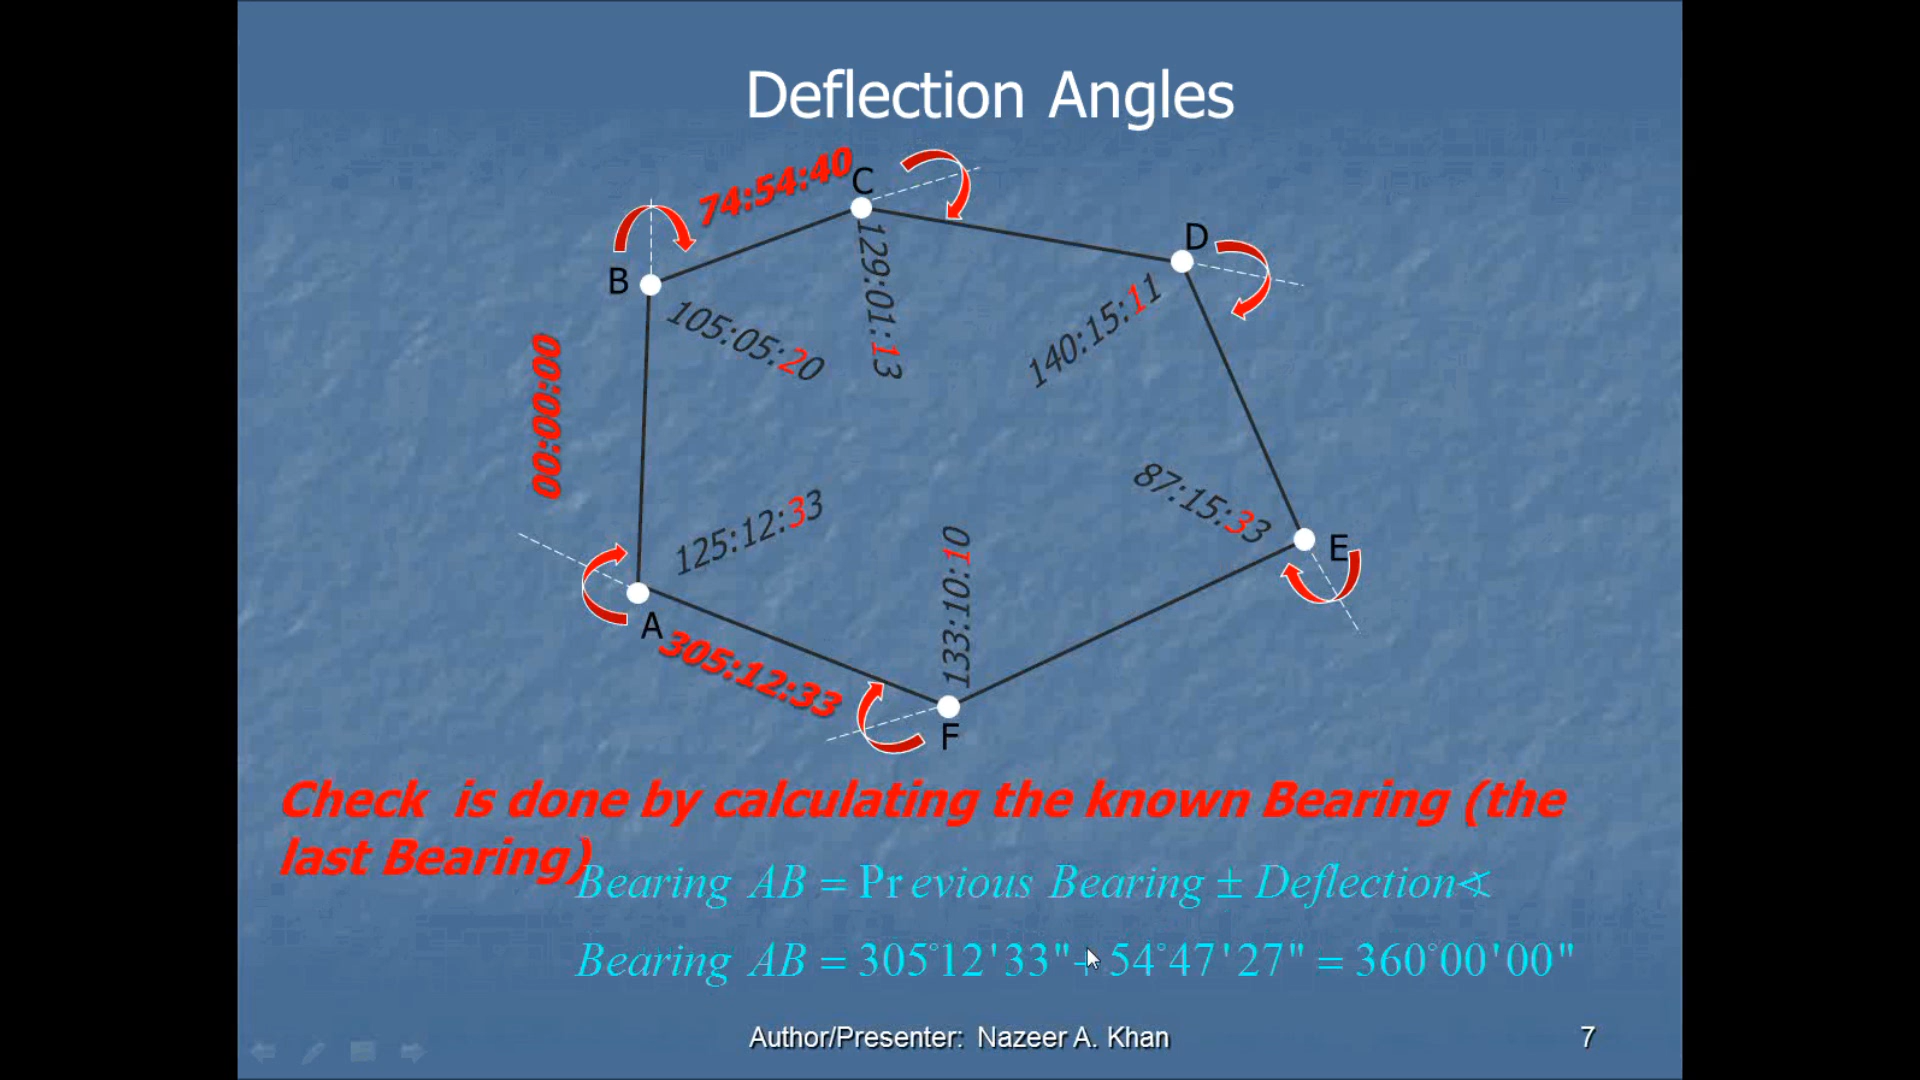 Deflection Angles
74:54:40
C
D
B
105:05:20
129:01:13
140:15:11
00:00:00
125:12:33
133:10:10
87:15:33
E
A
305:12:33
F
Check is done by calculating the known Bearing (the
last Bearing)
Bearing AB = Previous Bearing ± Deflection∢
Bearing AB = 305°12'33"+ 54°47'27" = 360°00'00"
Author/Presenter: Nazeer A. Khan
7